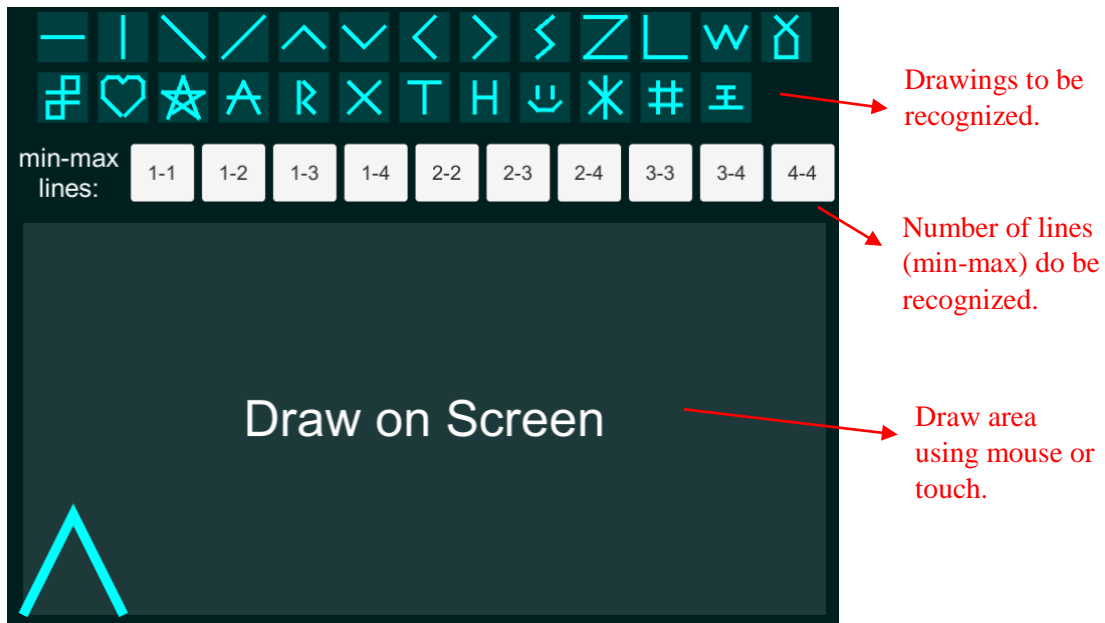 Drawings to be
recognized.
min-max
lines:
1-1 1-2 1-3 1-4 2-2 2-3 2-4 3-3 3-4 4-4
Number of lines
(min-max) do be
recognized.
Draw on Screen
Draw area
using mouse or
touch.